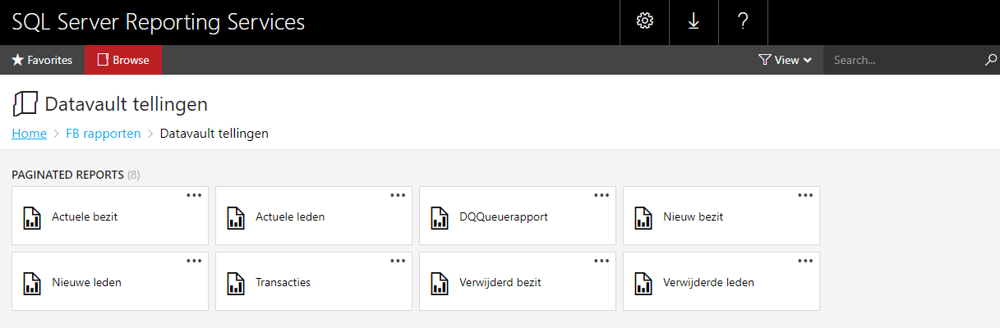 SQL Server Reporting Services
?
Favorites Browse View Search...
Datavault tellingen
Home > FB rapporten > Datavault tellingen
PAGINATED REPORTS (8)
Actuele bezit Actuele leden DQQueuerapport Nieuw bezit
Nieuwe leden Transacties Verwijderd bezit Verwijderde leden